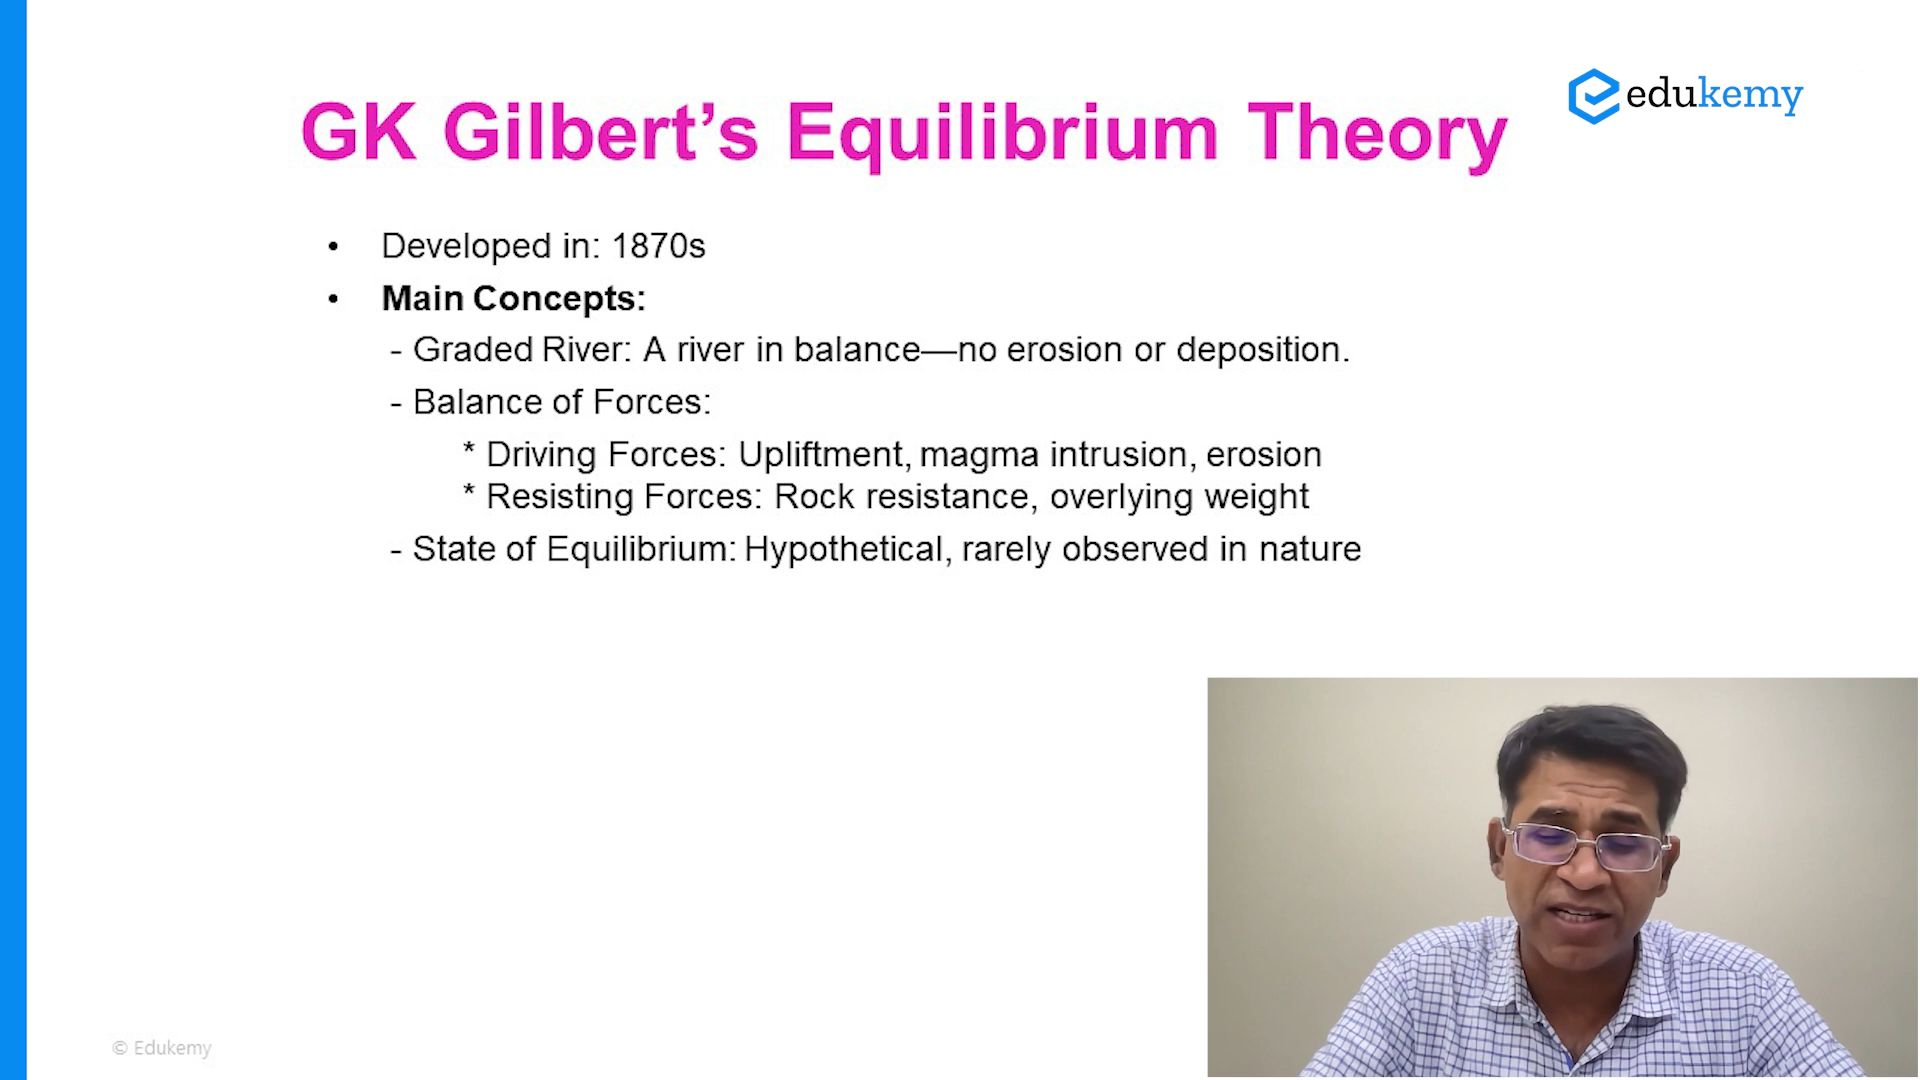 GK Gilbert’s Equilibrium Theory
edukemy
• Developed in: 1870s
• Main Concepts:
- Graded River: A river in balance—no erosion or deposition.
- Balance of Forces:
* Driving Forces: Upliftment, magma intrusion, erosion
* Resisting Forces: Rock resistance, overlying weight
- State of Equilibrium: Hypothetical, rarely observed in nature
© Edukemy